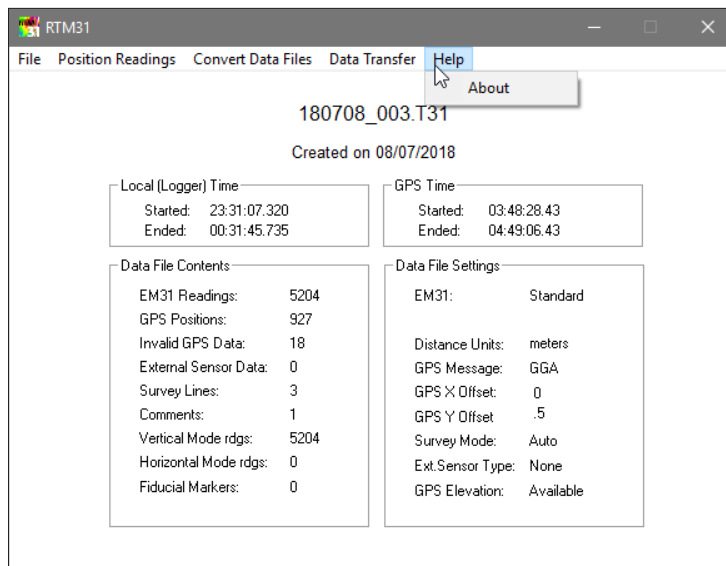 RTM31
File Position Readings Convert Data Files Data Transfer Help
About
180708_003.T31
Created on 08/07/2018
Local (Logger) Time
Started: 23:31:07.320
Ended: 00:31:45.735
GPS Time
Started: 03:48:28.43
Ended: 04:49:06.43
Data File Contents
EM31 Readings: 5204
GPS Positions: 927
Invalid GPS Data: 18
External Sensor Data: 0
Survey Lines: 3
Comments: 1
Vertical Mode rdgs: 5204
Horizontal Mode rdgs: 0
Fiducial Markers: 0
Data File Settings
EM31: Standard
Distance Units: meters
GPS Message: GGA
GPS X Offset: 0
GPS Y Offset .5
Survey Mode: Auto
Ext.Sensor Type: None
GPS Elevation: Available